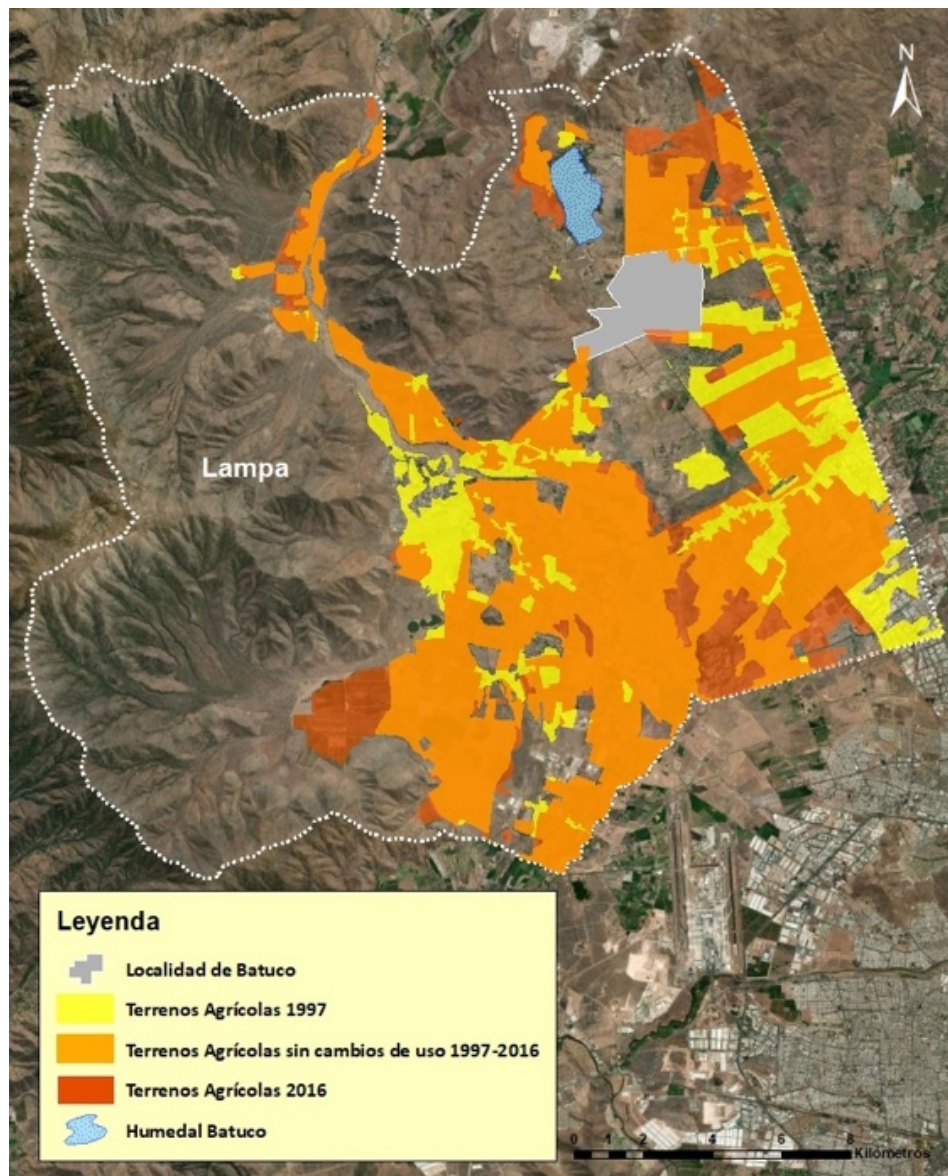 N
Lampa
Leyenda
Localidad de Batuco
Terrenos Agrícolas 1997
Terrenos Agrícolas sin cambios de uso 1997-2016
Terrenos Agrícolas 2016
Humedal Batuco
0 1 2 4 6 8
Kilómetros